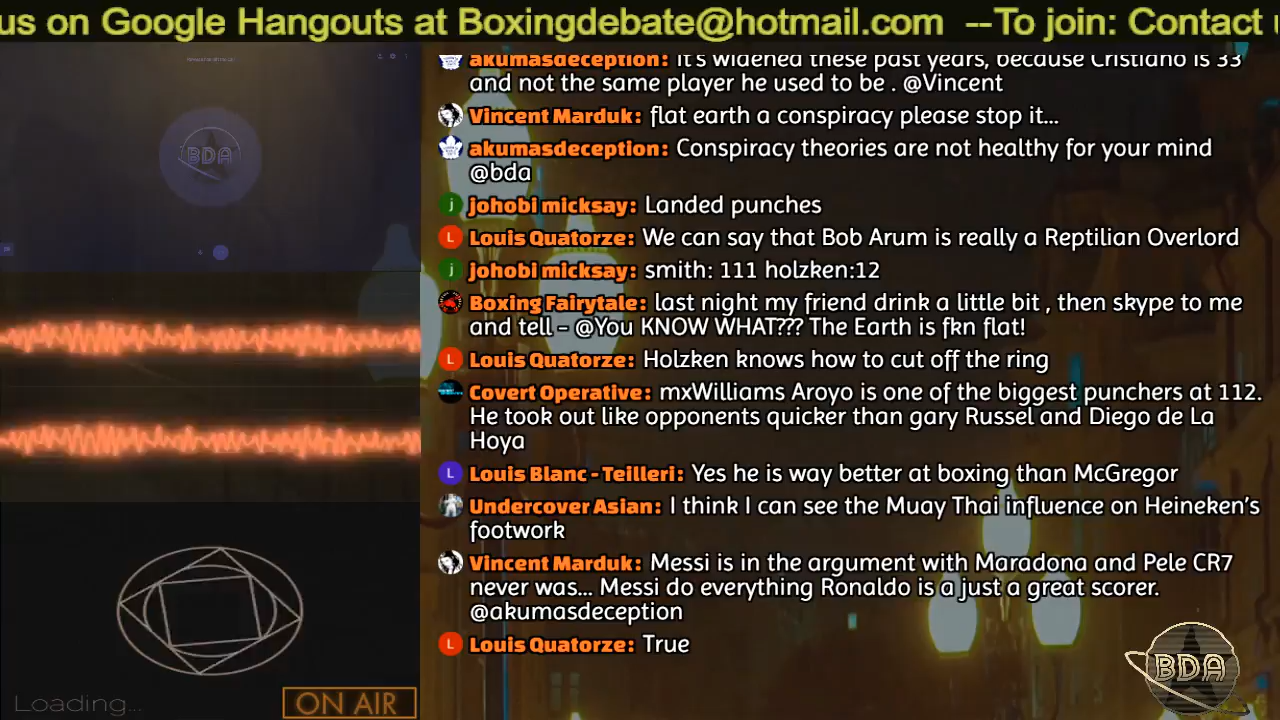 us on Google Hangouts at Boxingdebate@hotmail.com --To join: Contact
akumasdeception: it's widened these past years, because Cristiano is 33
and not the same player he used to be . @Vincent
Vincent Marduk: flat earth a conspiracy please stop it...
BDA
akumasdeception: Conspiracy theories are not healthy for your mind
@bda
j johobi micksay: Landed punches
L Louis Quatorze: We can say that Bob Arum is really a Reptilian Overlord
j johobi micksay: smith: 111 holzken:12
Boxing Fairytale: last night my friend drink a little bit , then skype to me
and tell - @You KNOW WHAT??? The Earth is fkn flat!
L Louis Quatorze: Holzken knows how to cut off the ring
Covert Operative: mxWilliams Aroyo is one of the biggest punchers at 112.
He took out like opponents quicker than gary Russel and Diego de La
Hoya
L Louis Blanc - Teilleri: Yes he is way better at boxing than McGregor
Undercover Asian: I think I can see the Muay Thai influence on Heineken's
footwork
Vincent Marduk: Messi is in the argument with Maradona and Pele CR7
never was... Messi do everything Ronaldo is a just a great scorer.
@akumasdeception
L Louis Quatorze: True
BDA
Loading...
ON AIR